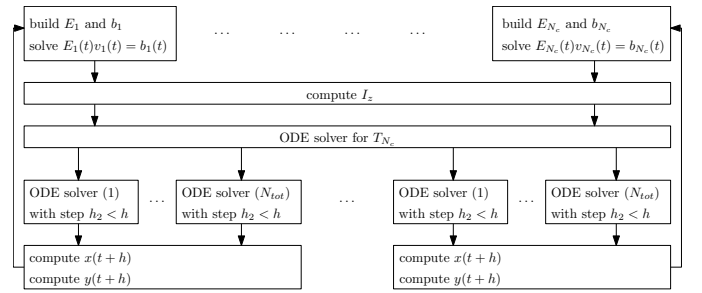 build E_1 and b_1
solve E_1(t)v_1(t) = b_1(t)
... ... ... ...
build E_{N_c} and b_{N_c}
solve E_{N_c}(t)v_{N_c}(t) = b_{N_c}(t)
compute I_z
ODE solver for T_{N_c}
ODE solver (1)
with step h_2 < h
...
ODE solver (N_{tot})
with step h_2 < h
...
ODE solver (1)
with step h_2 < h
...
ODE solver (N_{tot})
with step h_2 < h
compute x(t + h)
compute y(t + h)
compute x(t + h)
compute y(t + h)